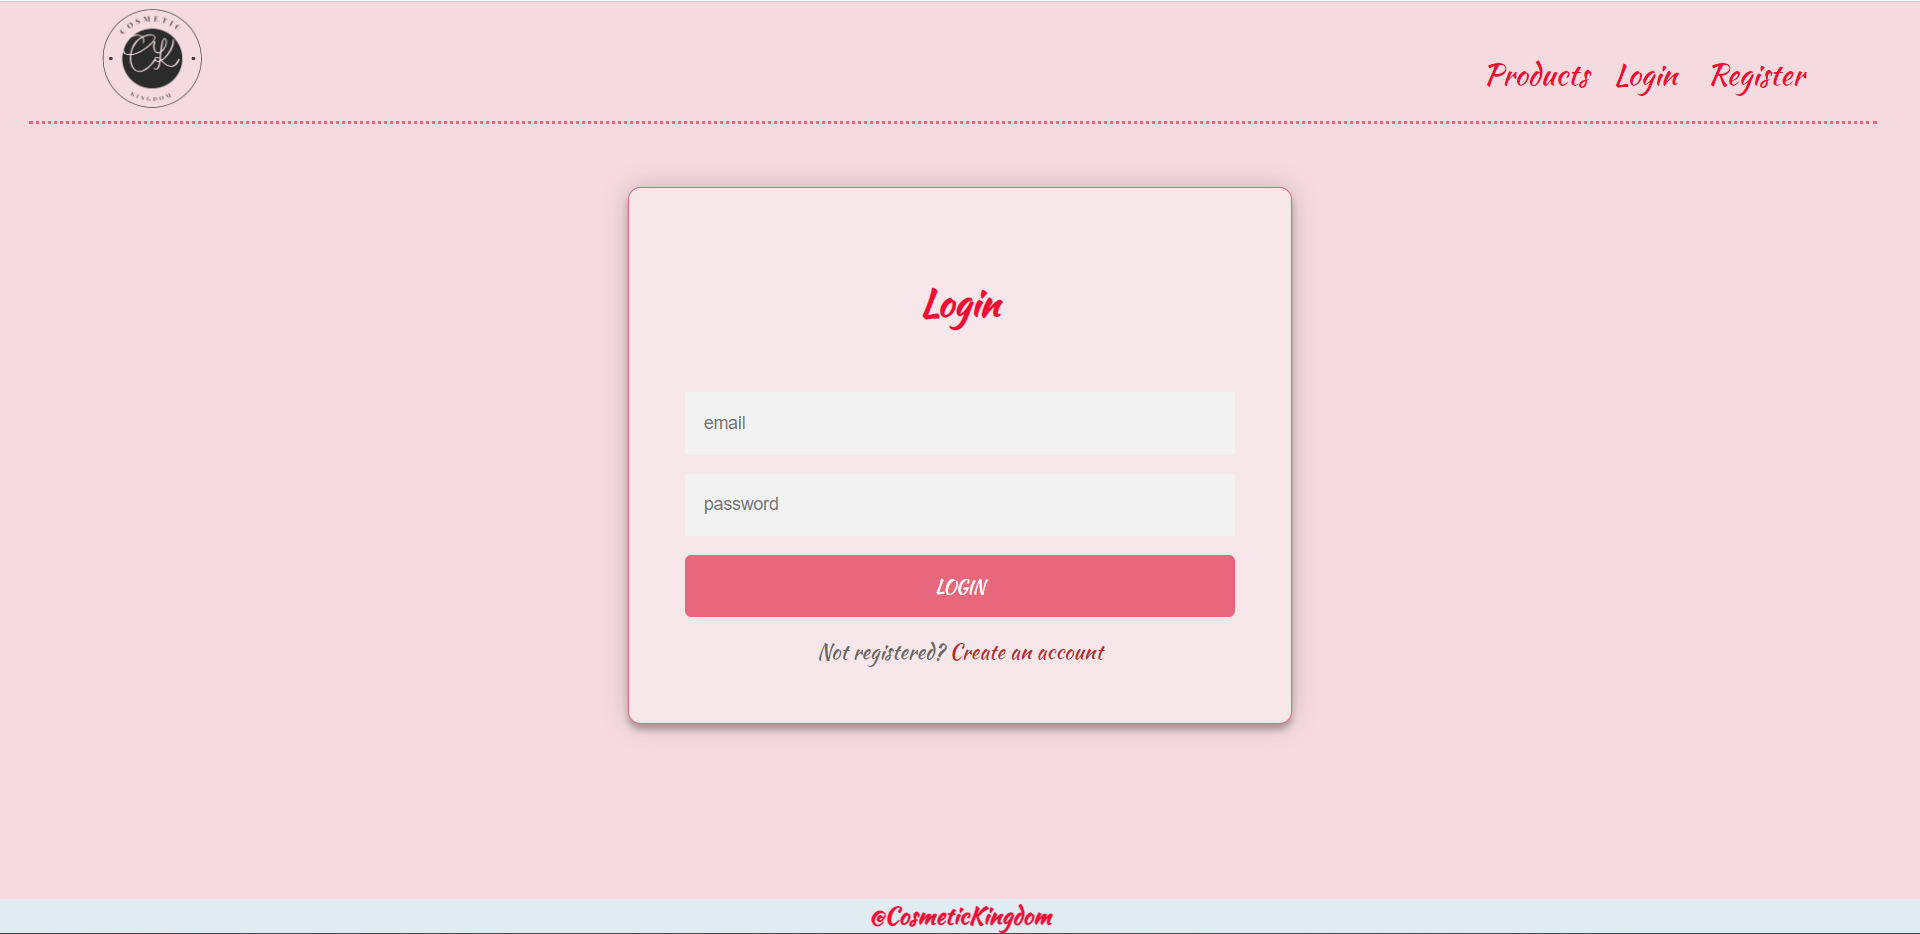 COSMETIC
CK
KINGDOM
Products Login Register
Login
email
password
LOGIN
Not registered? Create an account
@CosmeticKingdom